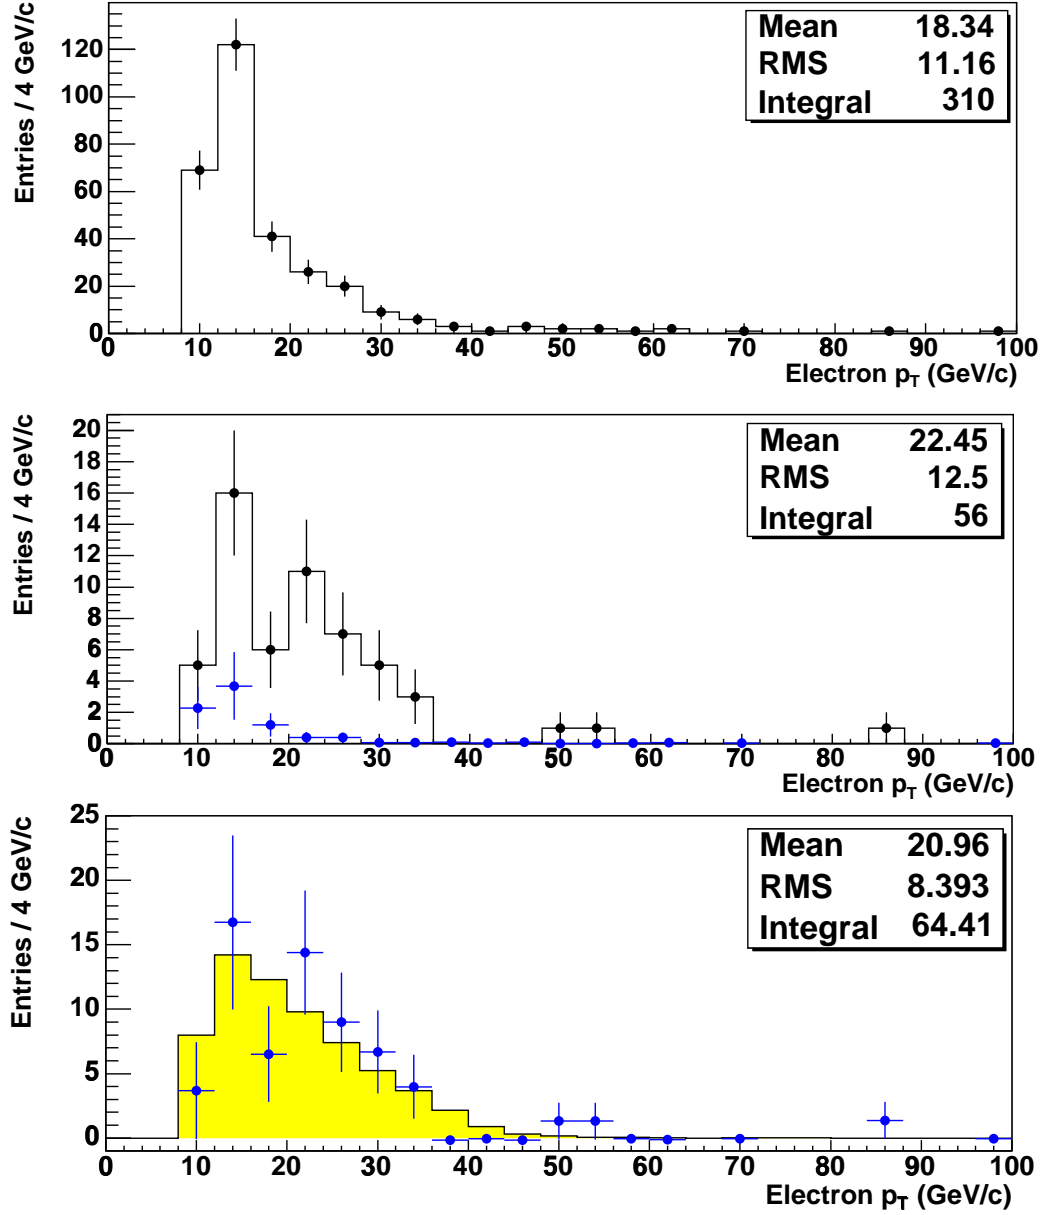 Entries / 4 GeV/c
120
100
80
60
40
20
0
Mean 18.34
RMS 11.16
Integral 310
0 10 20 30 40 50 60 70 80 90 100
Electron p_T (GeV/c)
Entries / 4 GeV/c
20
18
16
14
12
10
8
6
4
2
0
Mean 22.45
RMS 12.5
Integral 56
0 10 20 30 40 50 60 70 80 90 100
Electron p_T (GeV/c)
Entries / 4 GeV/c
25
20
15
10
5
0
Mean 20.96
RMS 8.393
Integral 64.41
0 10 20 30 40 50 60 70 80 90 100
Electron p_T (GeV/c)